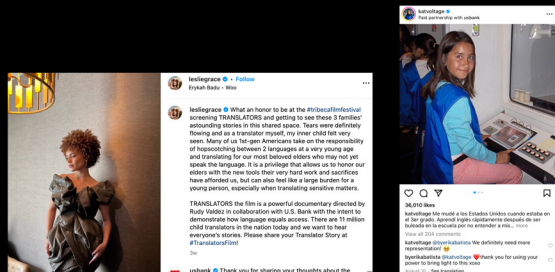 lesliegrace • Follow
Erykah Badu • Woo
lesliegrace What an honor to be at the #tribecafilmfestival
screening TRANSLATORS and getting to see these 3 families'
astounding stories in this shared space. Tears were definitely
flowing and as a translator myself, my inner child felt very
seen. Many of us 1st-gen Americans take on the responsibility
of hopscotching between 2 languages at a very young age
and translating for our most beloved elders who may not yet
speak the language. It is a privilege that allows us to honor our
elders with the new tools their very hard work and sacrifices
have afforded us, but can also feel like a large burden for a
young person, especially when translating sensitive matters.
TRANSLATORS the film is a powerful documentary directed by
Rudy Valdez in collaboration with U.S. Bank with the intent to
demonstrate how language equals access. There are 11 million
child translators in the nation today and we want to hear
everyone's stories. Please share your Translator Story at
#TranslatorsFilm!
3w
usbank Thank you for sharing your thoughts about the
katvoltage
Paid partnership with usbank
36,010 likes
katvoltage Me mudé a los Estados Unidos cuando estaba en
el 3er grado. Aprendí inglés rápidamente después de ser
buleada en la escuela por no entender a mis... more
View all 204 comments
katvoltage @byerikabatista We definitely need more
representation!
byerikabatista @katvoltage thank you for using your
power to bring light to this xoxo